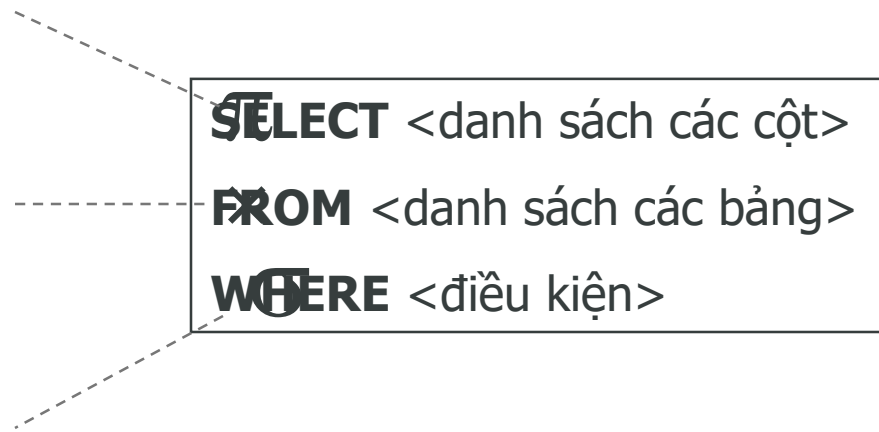 π SELECT <danh sách các cột>
× FROM <danh sách các bảng>
σ WHERE <điều kiện>